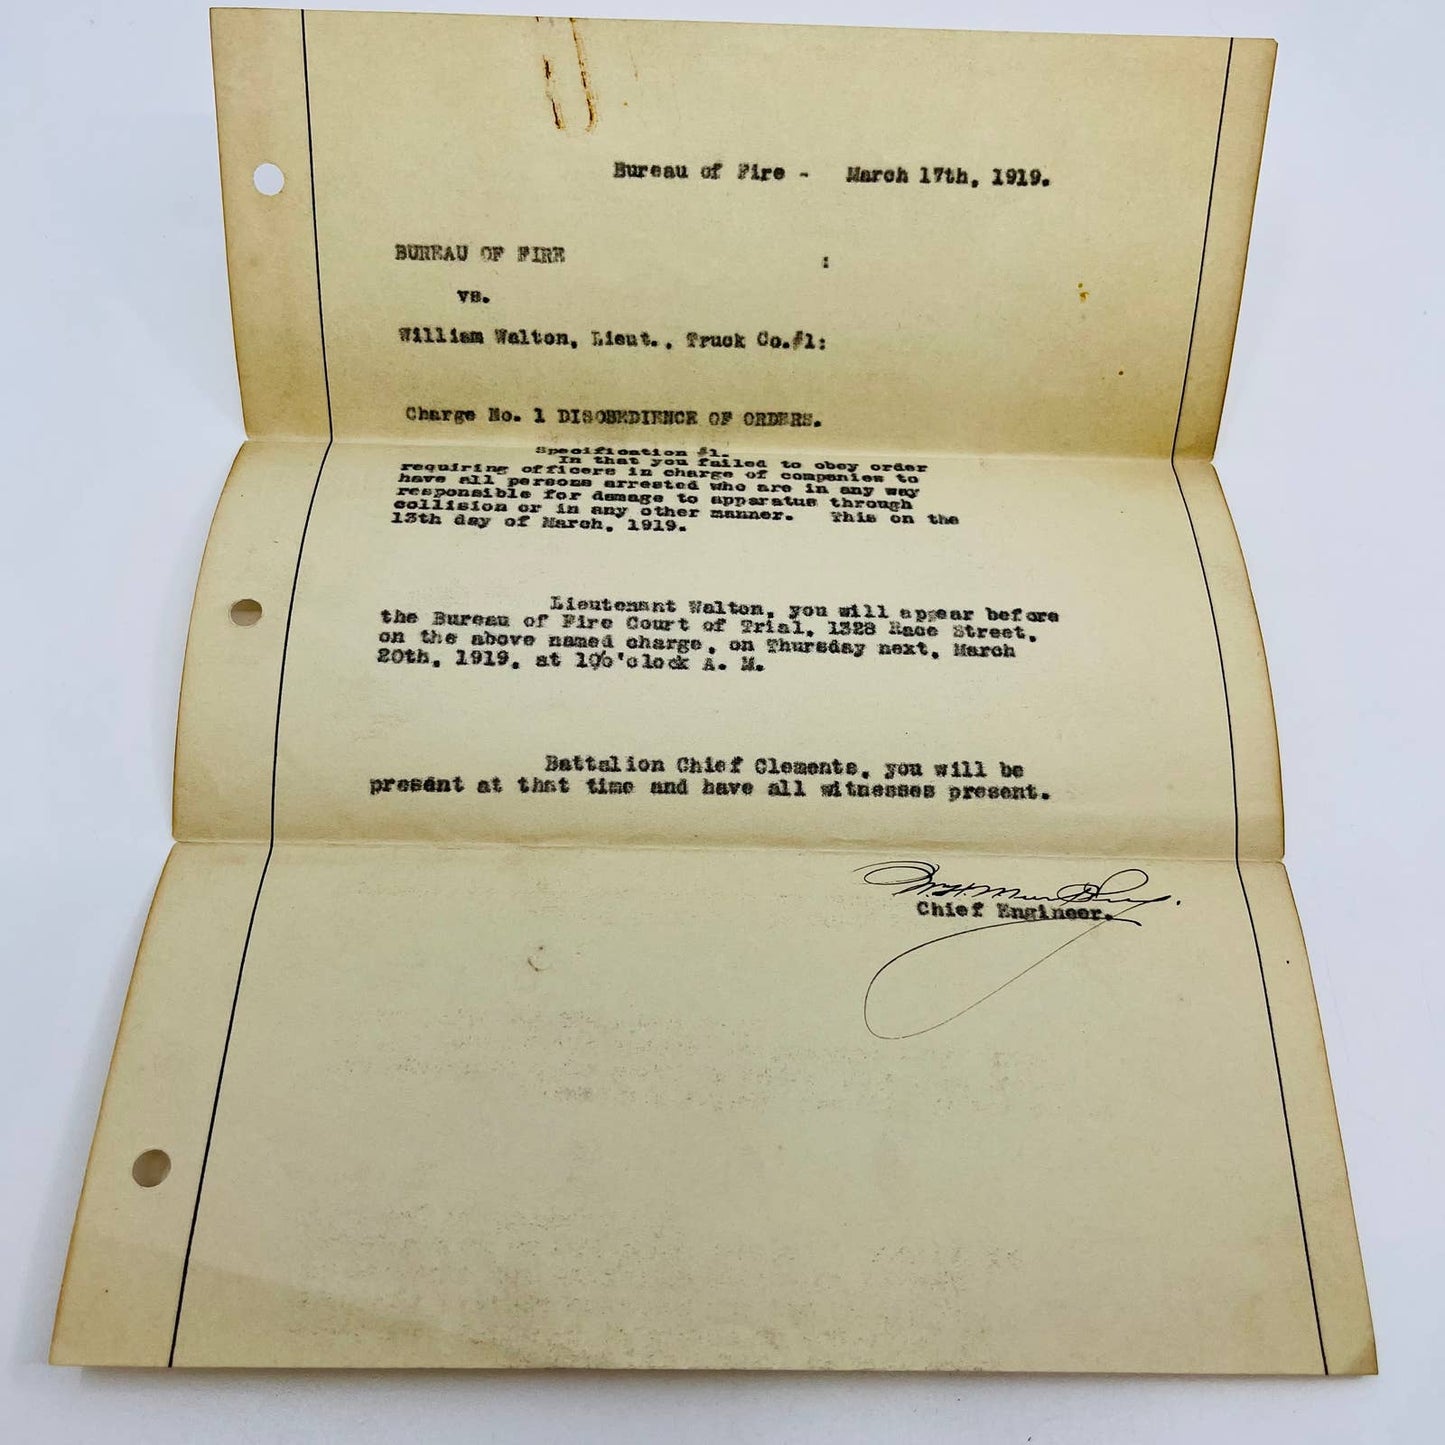 Bureau of Fire - March 17th, 1919.
BUREAU OF FIRE :
vs.
William Walton, Lieut., Truck Co.#1:
Charge No. 1 DISOBEDIENCE OF ORDERS.
Specification #1.
In that you failed to obey order
requiring officers in charge of companies to
have all persons arrested who are in any way
responsible for damage to apparatus through
collision or in any other manner. This on the
13th day of March, 1919.
Lieutenant Walton, you will appear before
the Bureau of Fire Court of Trial, 1328 Race Street,
on the above named charge, on Thursday next, March
20th, 1919, at 10 o'clock A. M.
Battalion Chief Clements, you will be
present at that time and have all witnesses present.
Wm. H. Murphy.
Chief Engineer.